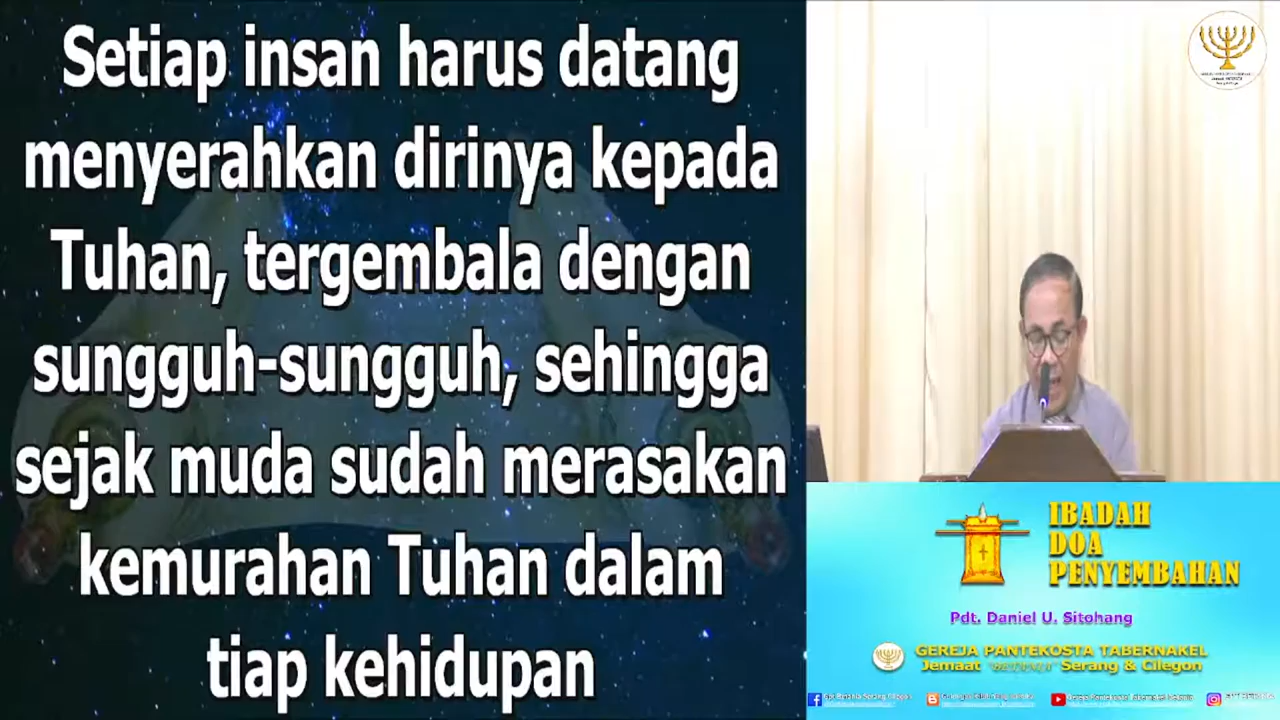 Setiap insan harus datang
menyerahkan dirinya kepada
Tuhan, tergembala dengan
sungguh-sungguh, sehingga
sejak muda sudah merasakan
kemurahan Tuhan dalam
tiap kehidupan
IBADAH
DOA
PENYEMBAHAN
Pdt. Daniel U. Sitohang
GEREJA PANTEKOSTA TABERNAKEL
Jemaat Serang & Cilegon